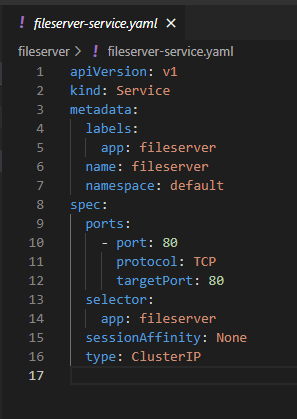 ! fileserver-service.yaml ×
fileserver > ! fileserver-service.yaml
1 apiVersion: v1
2 kind: Service
3 metadata:
4   labels:
5     app: fileserver
6   name: fileserver
7   namespace: default
8 spec:
9   ports:
10     - port: 80
11       protocol: TCP
12       targetPort: 80
13   selector:
14     app: fileserver
15   sessionAffinity: None
16   type: ClusterIP
17